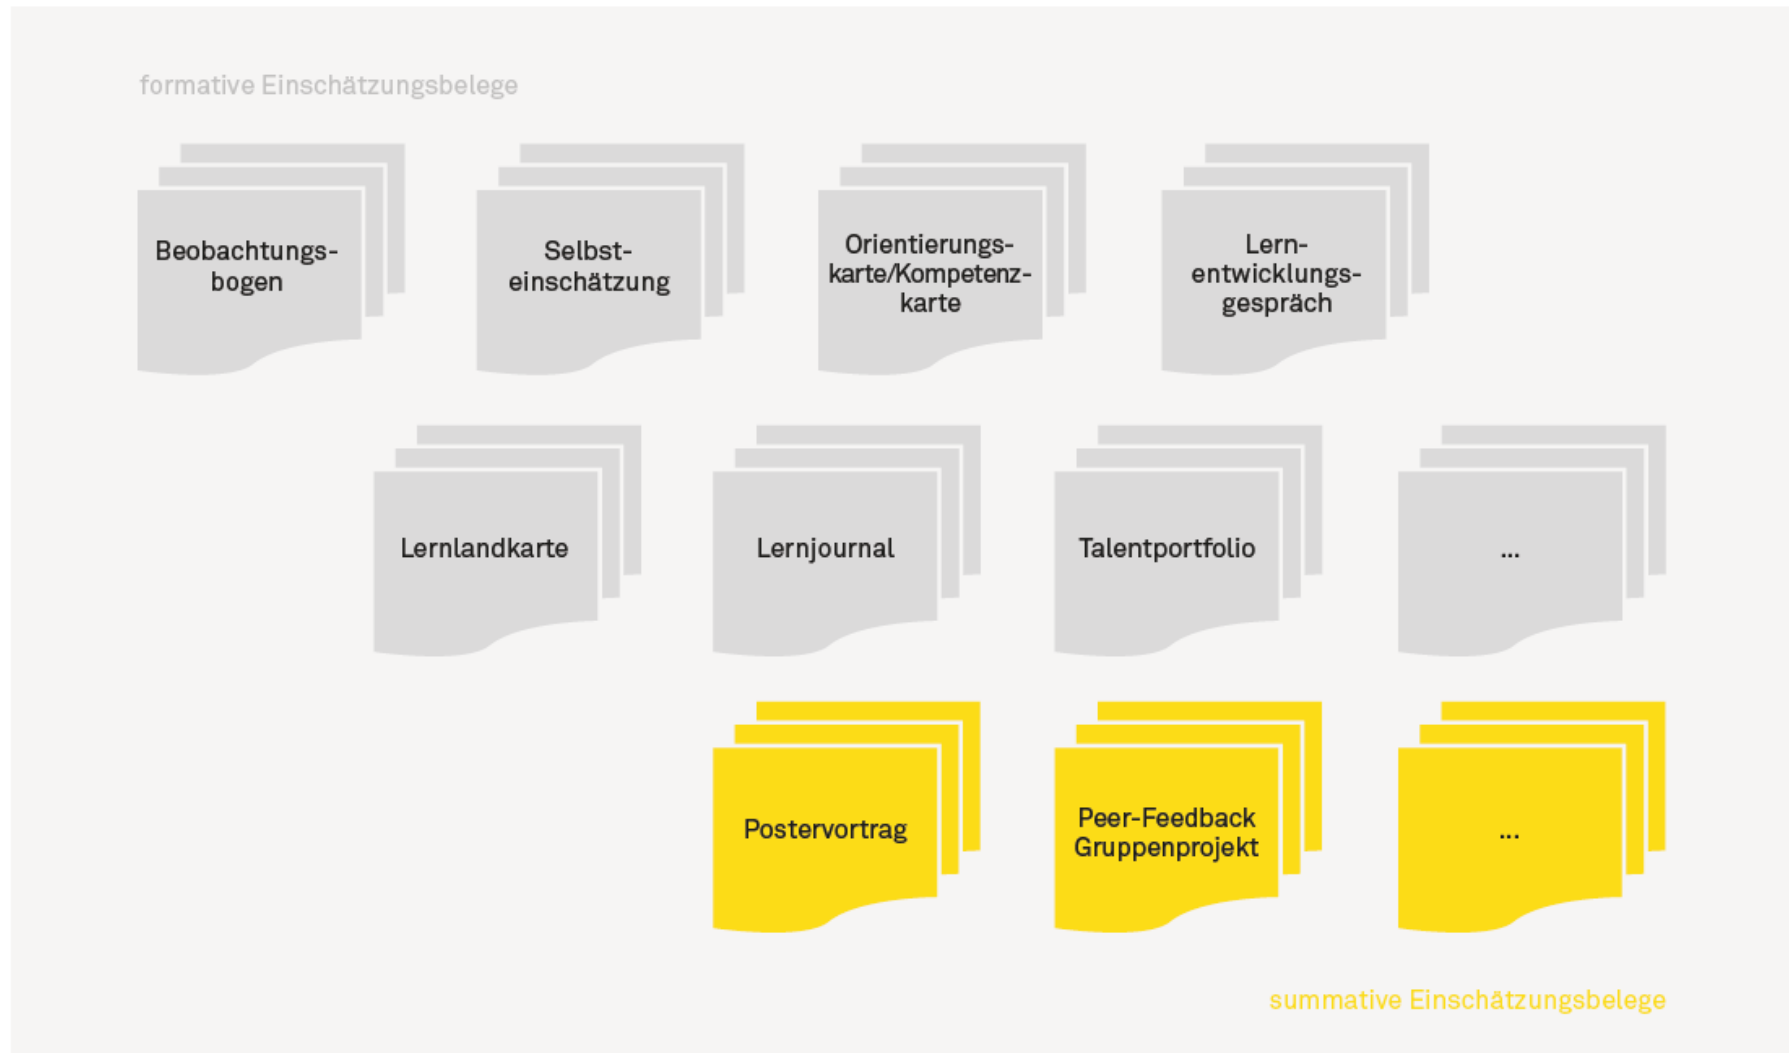 formative Einschätzungsbelege
Beobachtungs-
bogen
Selbst-
einschätzung
Orientierungs-
karte/Kompetenz-
karte
Lern-
entwicklungs-
gespräch
Lernlandkarte
Lernjournal
Talentportfolio
...
Postervortrag
Peer-Feedback
Gruppenprojekt
...
summative Einschätzungsbelege